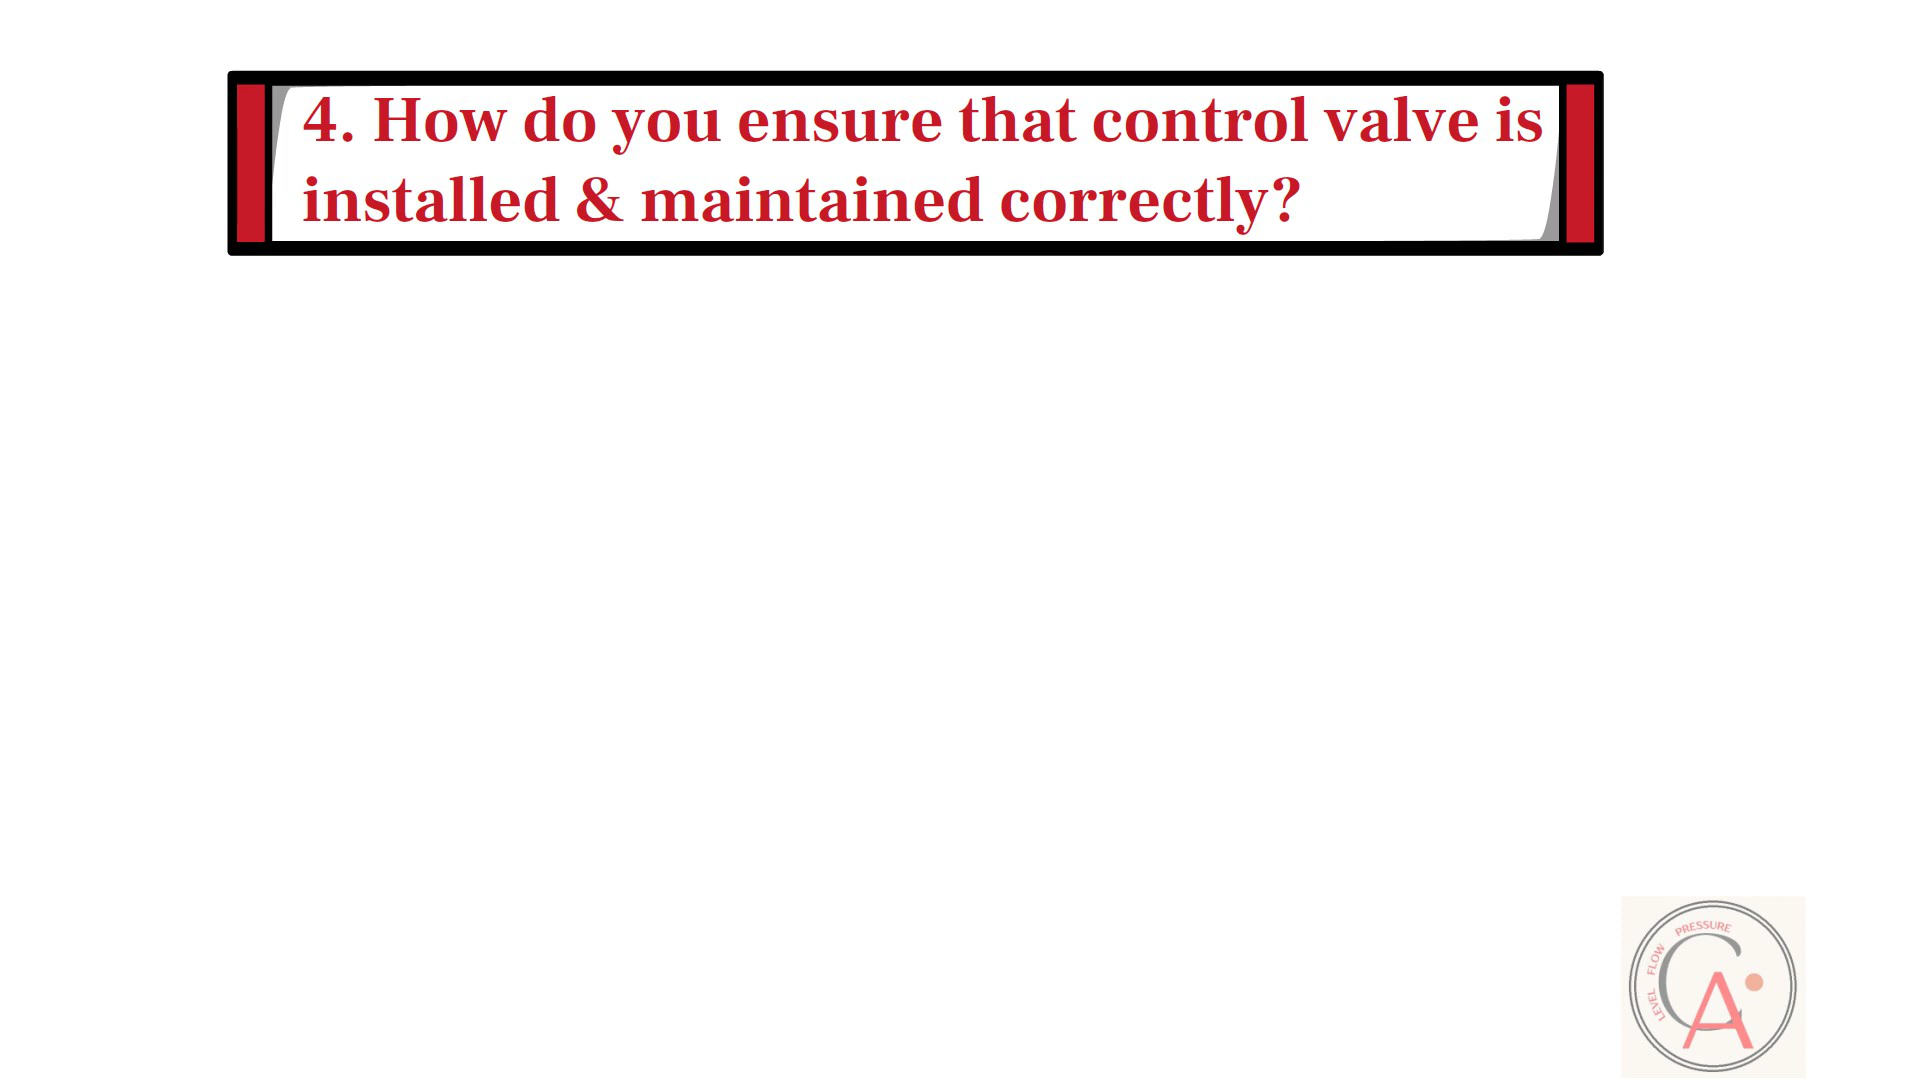 4. How do you ensure that control valve is
installed & maintained correctly?
PRESSURE
FLOW
LEVEL
CA